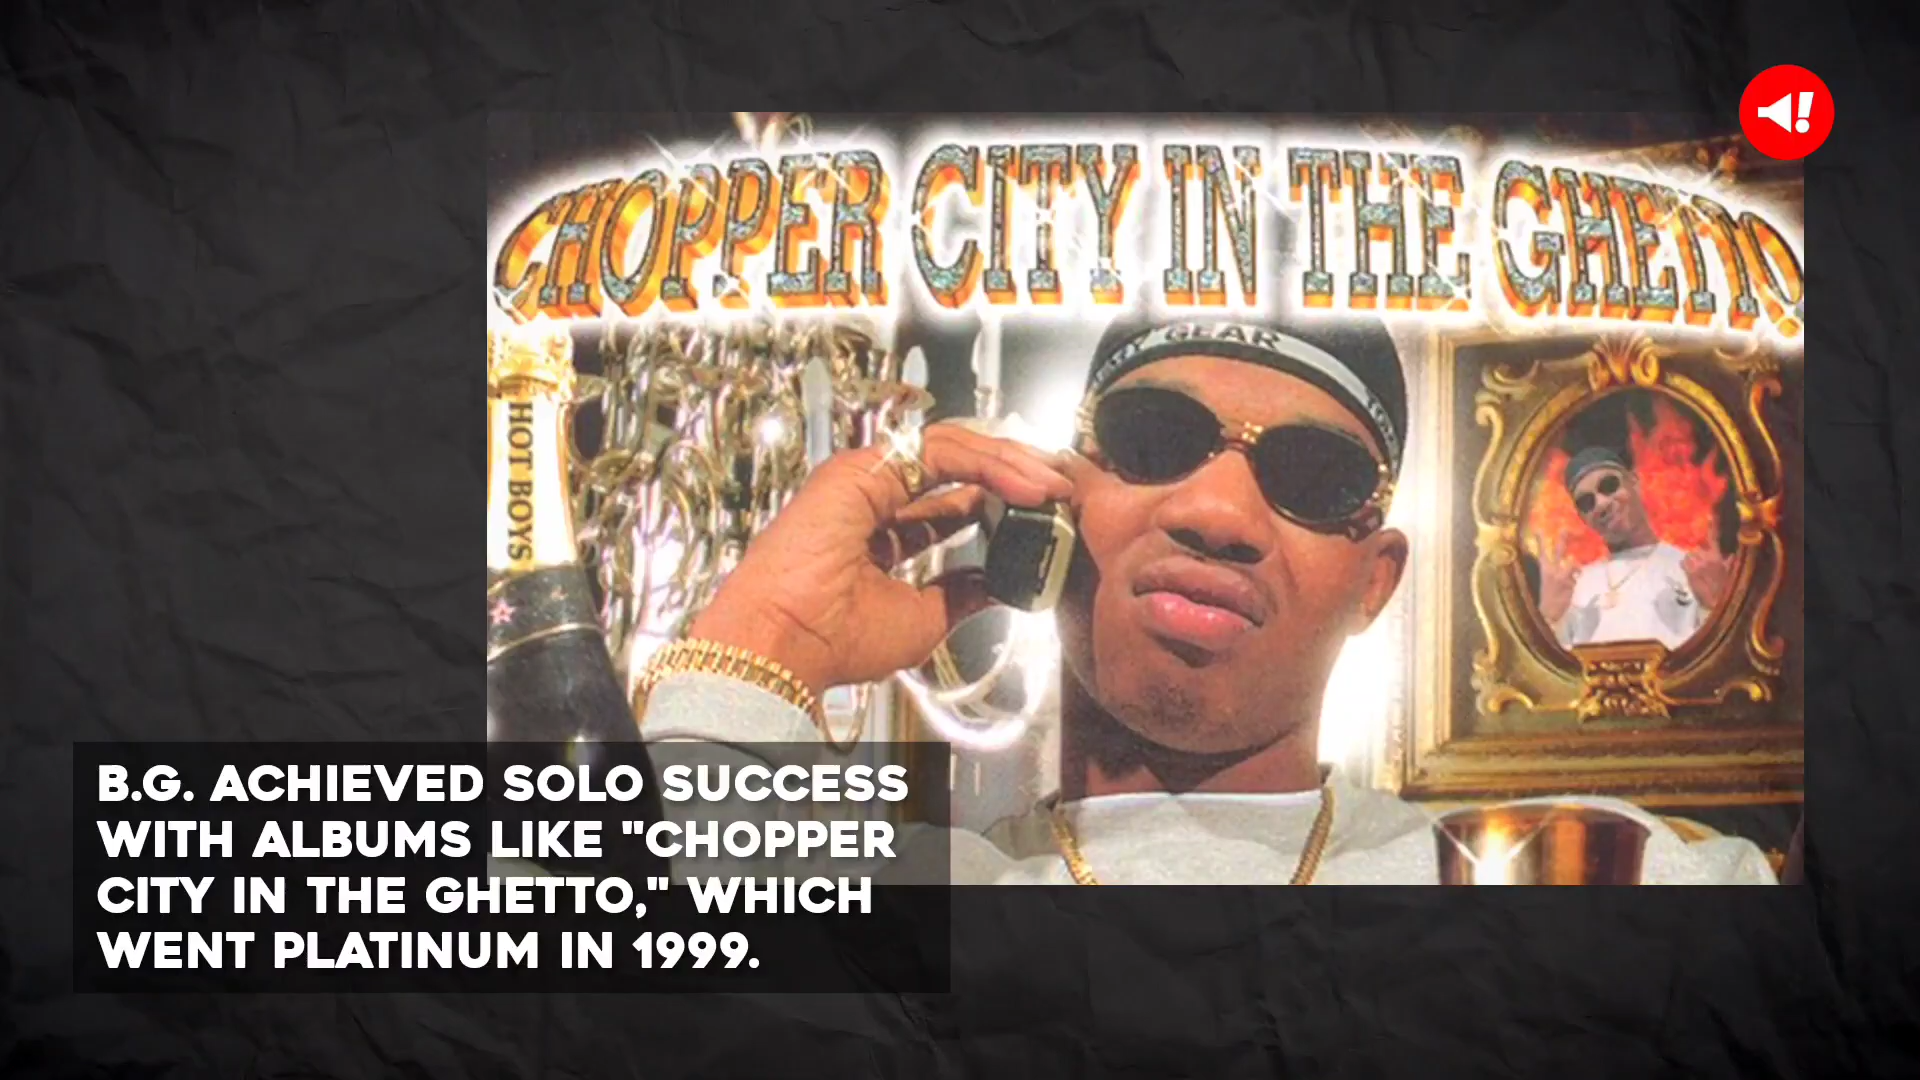 CHOPPER CITY IN THE GHETTO
GEAR
HOT BOYS
B.G. ACHIEVED SOLO SUCCESS
WITH ALBUMS LIKE "CHOPPER
CITY IN THE GHETTO," WHICH
WENT PLATINUM IN 1999.